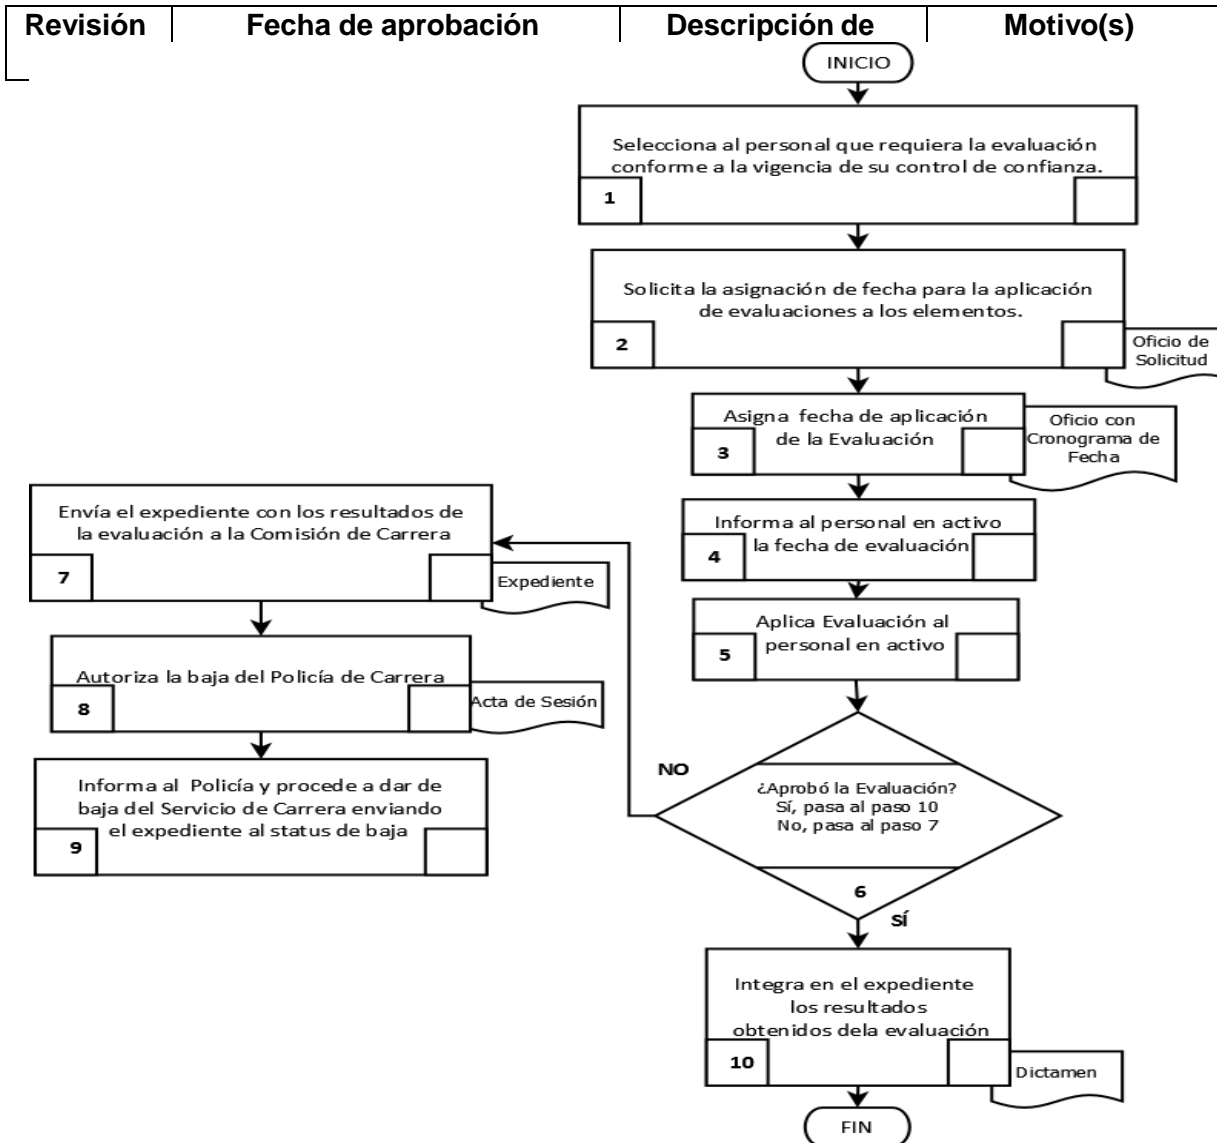 Revisión Fecha de aprobación Descripción de Motivo(s)
INICIO
Selecciona al personal que requiera la evaluación
conforme a la vigencia de su control de confianza.
1
Solicita la asignación de fecha para la aplicación
de evaluaciones a los elementos.
2
Oficio de
Solicitud
Asigna fecha de aplicación
de la Evaluación
3
Oficio con
Cronograma de
Fecha
Informa al personal en activo
la fecha de evaluación
4
Aplica Evaluación al
personal en activo
5
¿Aprobó la Evaluación?
Sí, pasa al paso 10
No, pasa al paso 7
6
NO
SÍ
Envía el expediente con los resultados de
la evaluación a la Comisión de Carrera
7
Expediente
Autoriza la baja del Policía de Carrera
8
Acta de Sesión
Informa al Policía y procede a dar de
baja del Servicio de Carrera enviando
el expediente al status de baja
9
Integra en el expediente
los resultados
obtenidos dela evaluación
10
Dictamen
FIN